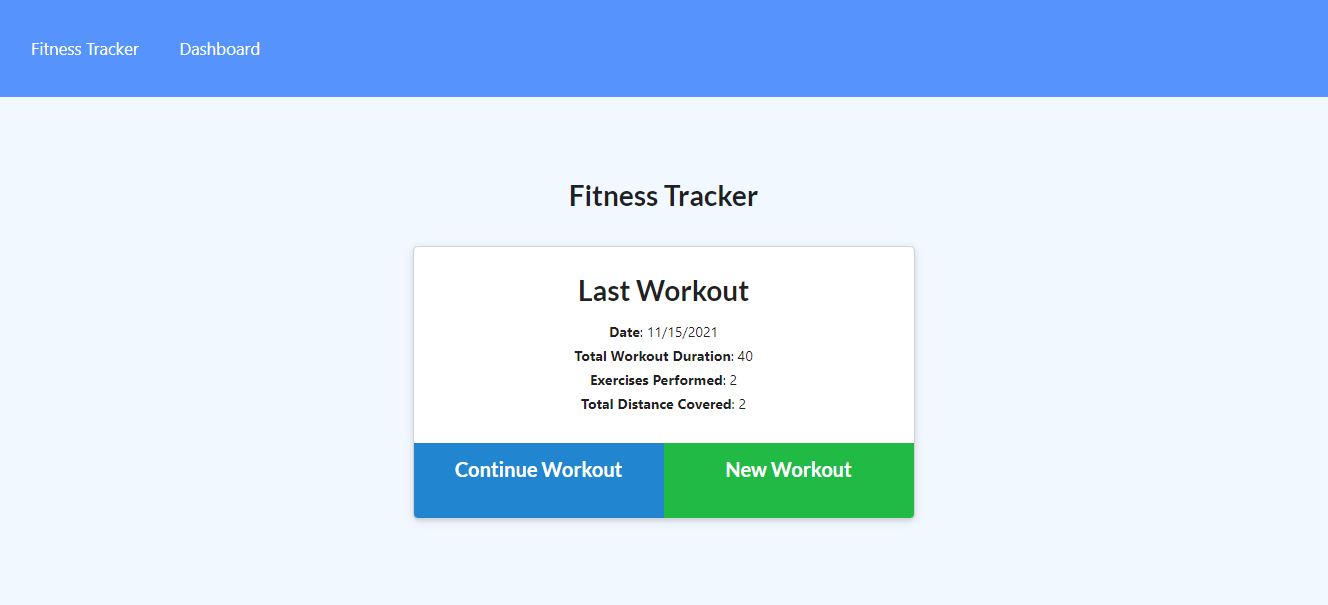 Fitness Tracker Dashboard
Fitness Tracker
Last Workout
Date: 11/15/2021
Total Workout Duration: 40
Exercises Performed: 2
Total Distance Covered: 2
Continue Workout New Workout